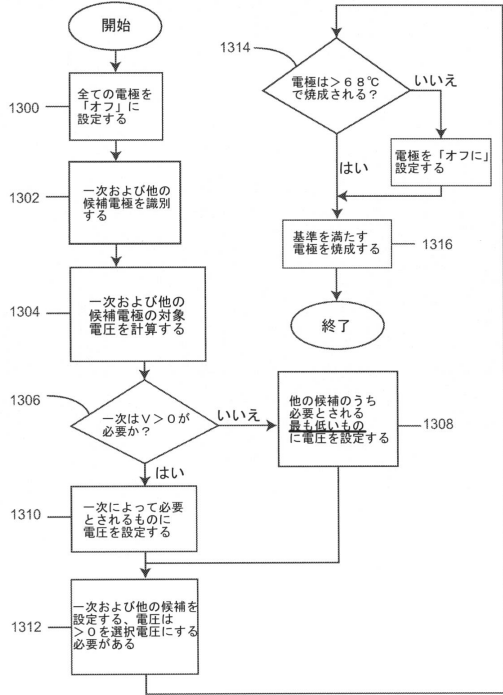 開始
1300
全ての電極を
「オフ」に
設定する
1302
一次および他の
候補電極を識別
する
1304
一次および他の
候補電極の対象
電圧を計算する
1306
一次はV>0が
必要か?
いいえ
はい
他の候補のうち
必要とされる
最も低いもの
に電圧を設定する
1308
1310
一次によって必要
とされるものに
電圧を設定する
1312
一次および他の候補を
設定する、電圧は
>0を選択電圧にする
必要がある
1314
電極は>68℃
で焼成される?
いいえ
はい
電極を「オフに」
設定する
基準を満たす
電極を焼成する
1316
終了